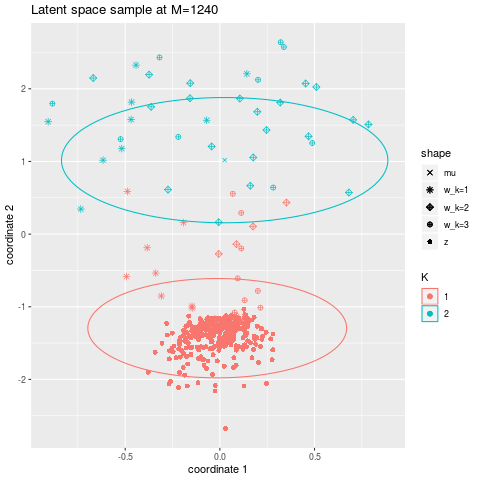 Latent space sample at M=1240
coordinate 2
2
1
0
-1
-2
-0.5
0.0
0.5
coordinate 1
shape
mu
w_k=1
w_k=2
w_k=3
z
K
1
2